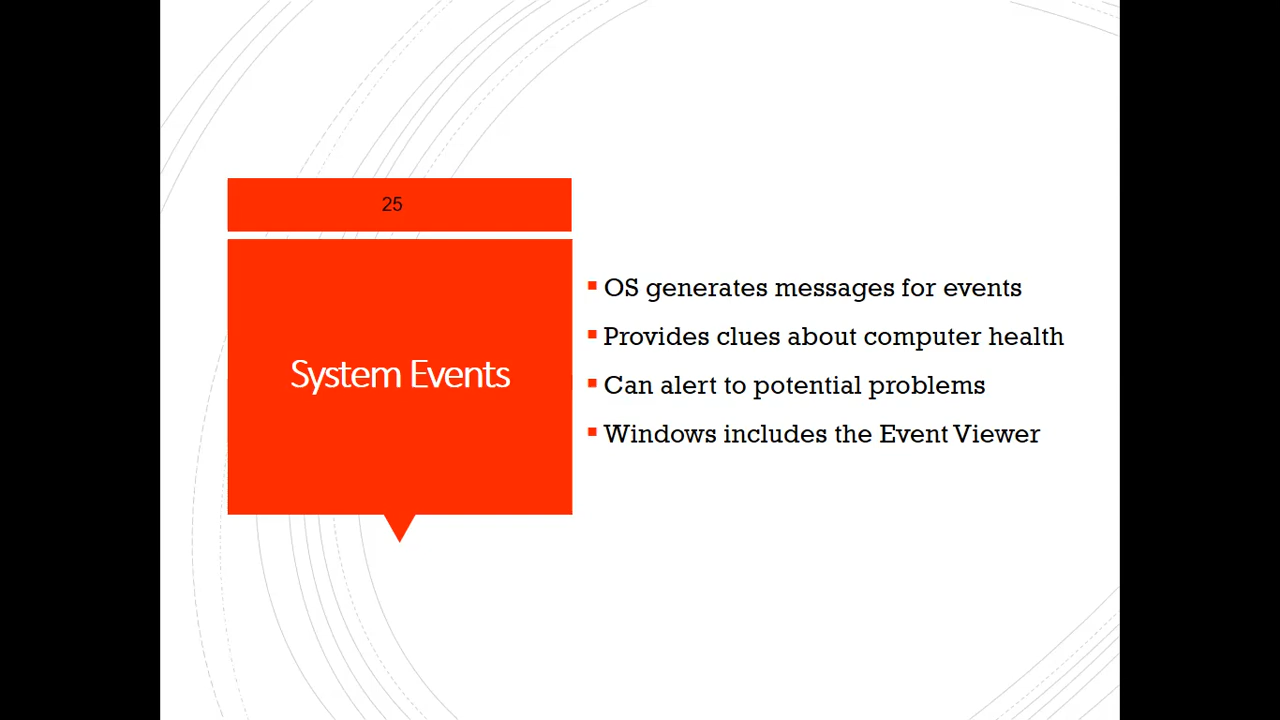 25
System Events
OS generates messages for events
Provides clues about computer health
Can alert to potential problems
Windows includes the Event Viewer